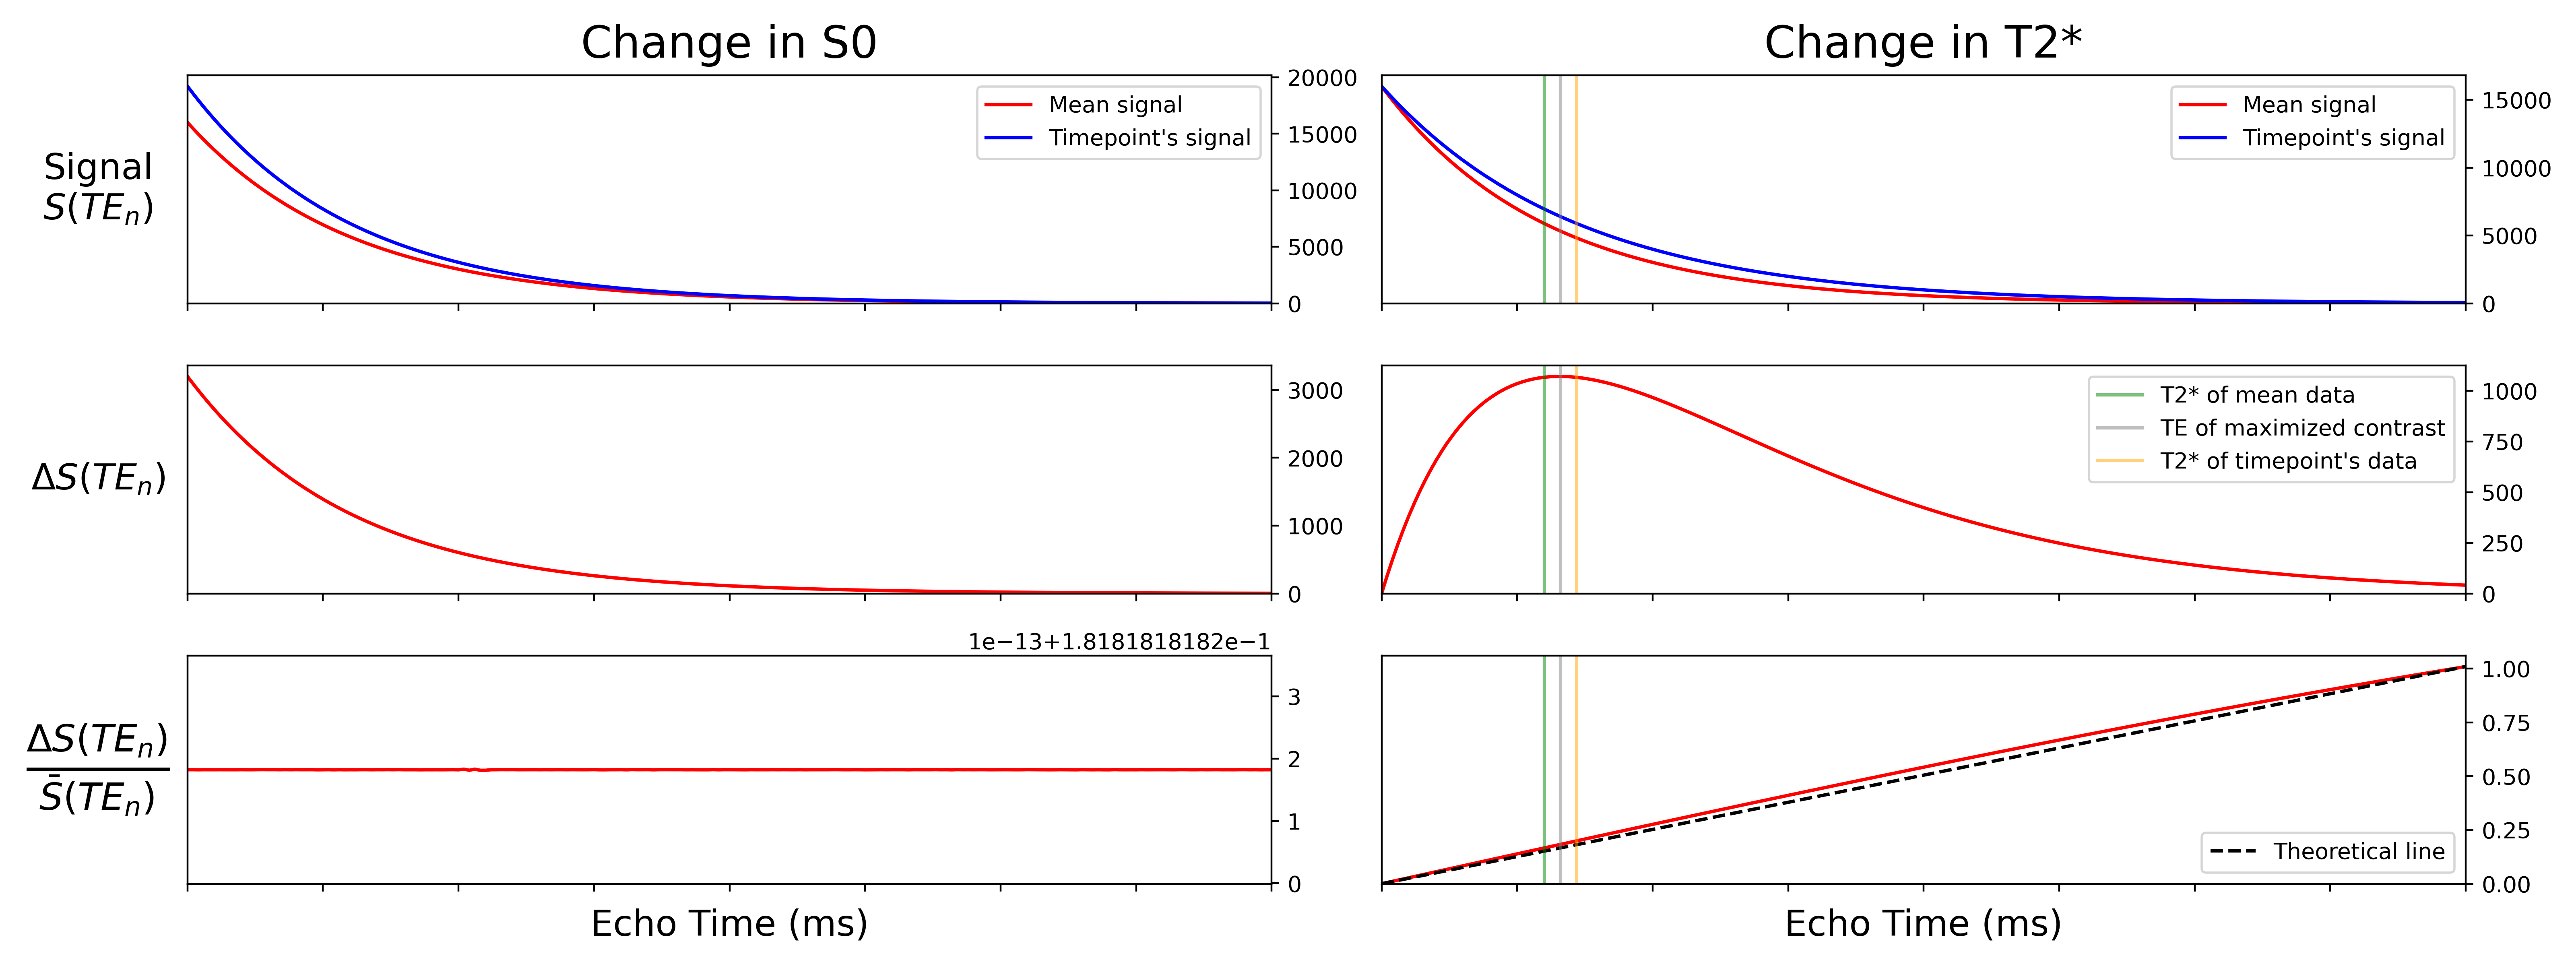 Change in S0
Signal
S(TEn)
Mean signal
Timepoint's signal
20000
15000
10000
5000
0
Change in T2*
Mean signal
Timepoint's signal
15000
10000
5000
0
ΔS(TEn)
3000
2000
1000
0
T2* of mean data
TE of maximized contrast
T2* of timepoint's data
1000
750
500
250
0
ΔS(TEn)
S̄(TEn)
1e−13+1.8181818182e−1
3
2
1
0
Echo Time (ms)
Theoretical line
1.00
0.75
0.50
0.25
0.00
Echo Time (ms)